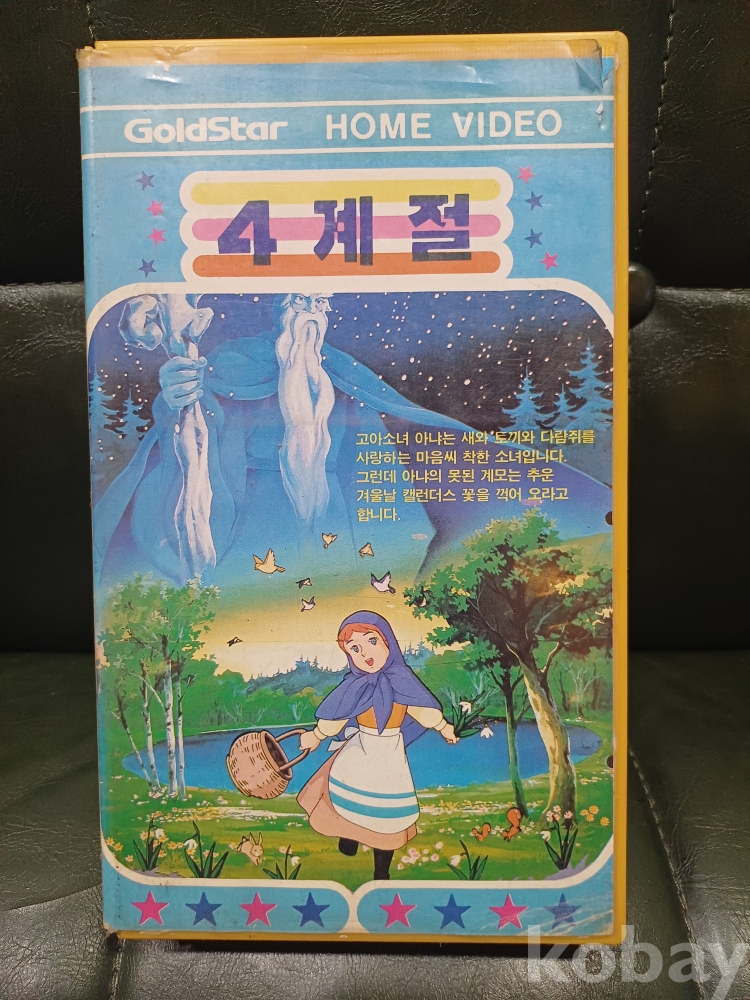 GoldStar HOME VIDEO
4계절
고아소녀 아냐는 새와 토끼와 다람쥐를
사랑하는 마음씨 착한 소녀입니다.
그런데 아냐의 못된 계모는 추운
겨울날 캘런더스 꽃을 꺽어 오라고
합니다.
kobay